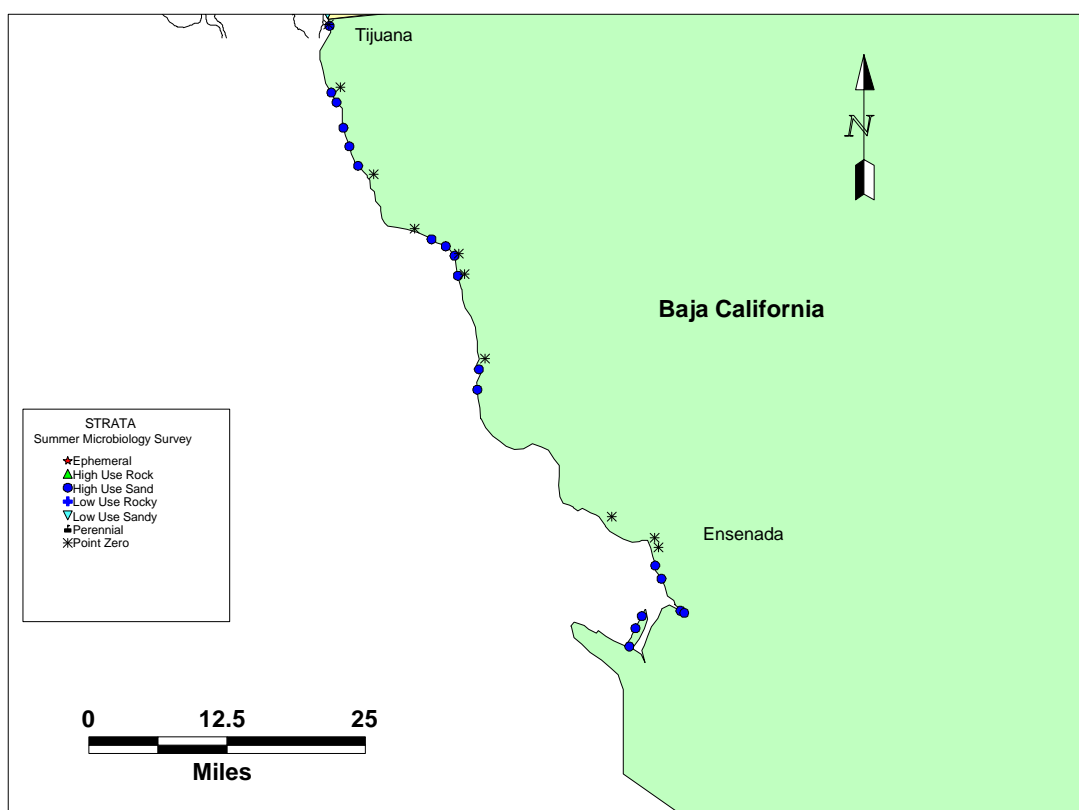 Tijuana
N
Baja California
STRATA
Summer Microbiology Survey
Ephemeral
High Use Rock
High Use Sand
Low Use Rocky
Low Use Sandy
Perennial
Point Zero
Ensenada
0 12.5 25
Miles